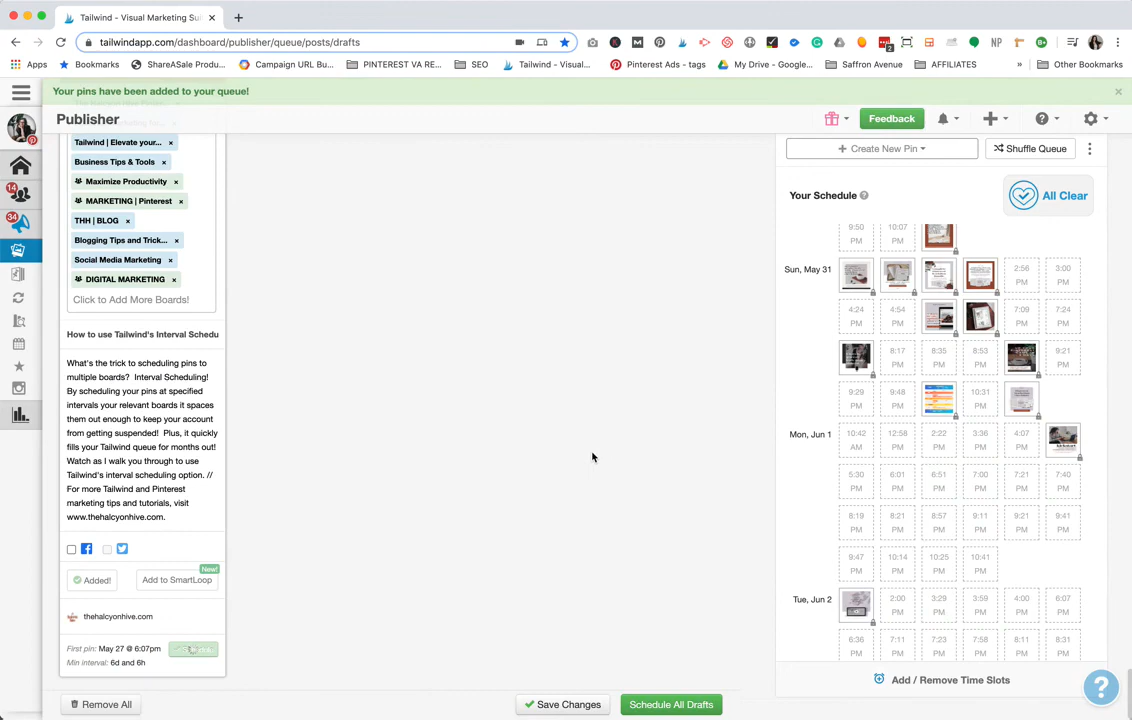 Tailwind - Visual Marketing Sui
tailwindapp.com/dashboard/publisher/queue/posts/drafts
Apps
Bookmarks
ShareASale Produc...
Campaign URL Bu...
PINTEREST VA RE...
SEO
Tailwind – Visual...
Pinterest Ads - tags
My Drive - Google...
Saffron Avenue
AFFILIATES
»
Other Bookmarks
Your pins have been added to your queue!
Publisher
Feedback
14
34
Tailwind | Elevate your... ×
Business Tips & Tools ×
Maximize Productivity ×
MARKETING | Pinterest ×
THH | BLOG ×
Blogging Tips and Trick... ×
Social Media Marketing ×
DIGITAL MARKETING ×
Click to Add More Boards!
How to use Tailwind's Interval Schedu
What's the trick to scheduling pins to
multiple boards? Interval Scheduling!
By scheduling your pins at specified
intervals your relevant boards it spaces
them out enough to keep your account
from getting suspended! Plus, it quickly
fills your Tailwind queue for months out!
Watch as I walk you through to use
Tailwind's interval scheduling option. //
For more Tailwind and Pinterest
marketing tips and tutorials, visit
www.thehalcyonhive.com.
New!
Added!
Add to SmartLoop
thehalcyonhive.com
First pin: May 27 @ 6:07pm
Min interval: 6d and 6h
Remove All
Save Changes
Schedule All Drafts
Create New Pin
Shuffle Queue
Your Schedule
All Clear
9:50 PM 10:07 PM
Sun, May 31
2:56 PM 3:00 PM
4:24 PM 4:54 PM 7:09 PM 7:24 PM
8:17 PM 8:35 PM 8:53 PM 9:21 PM
9:29 PM 9:48 PM 10:31 PM
Mon, Jun 1
10:42 AM 12:58 PM 2:22 PM 3:36 PM 4:07 PM
5:30 PM 6:01 PM 6:51 PM 7:00 PM 7:21 PM 7:40 PM
8:19 PM 8:21 PM 8:57 PM 9:11 PM 9:21 PM 9:41 PM
9:47 PM 10:14 PM 10:25 PM 10:41 PM
Tue, Jun 2
2:00 PM 3:29 PM 3:59 PM 4:00 PM 6:07 PM
6:36 PM 7:11 PM 7:23 PM 7:58 PM 8:11 PM 8:31 PM
Add / Remove Time Slots